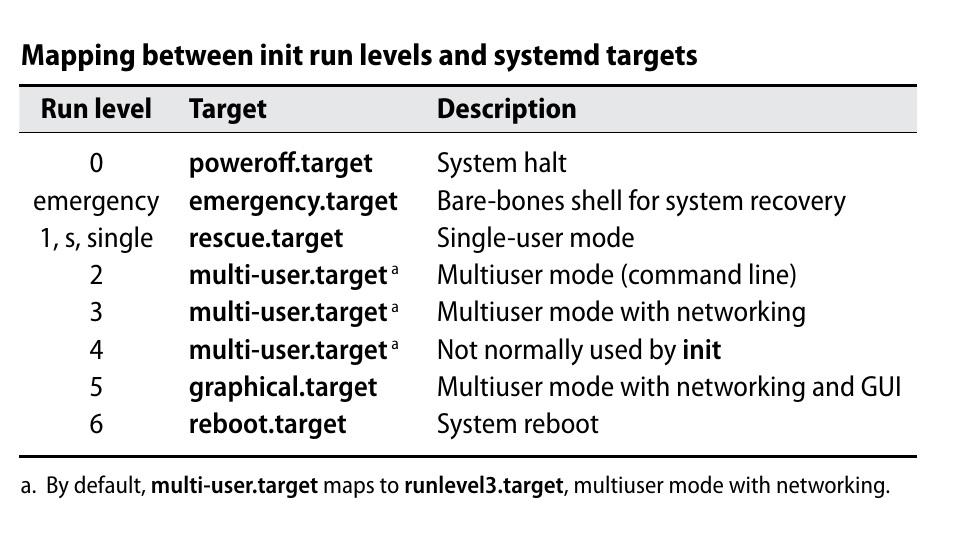 Mapping between init run levels and systemd targets
Run level Target Description
0 poweroff.target System halt
emergency emergency.target Bare-bones shell for system recovery
1, s, single rescue.target Single-user mode
2 multi-user.target a Multiuser mode (command line)
3 multi-user.target a Multiuser mode with networking
4 multi-user.target a Not normally used by init
5 graphical.target Multiuser mode with networking and GUI
6 reboot.target System reboot
a. By default, multi-user.target maps to runlevel3.target, multiuser mode with networking.